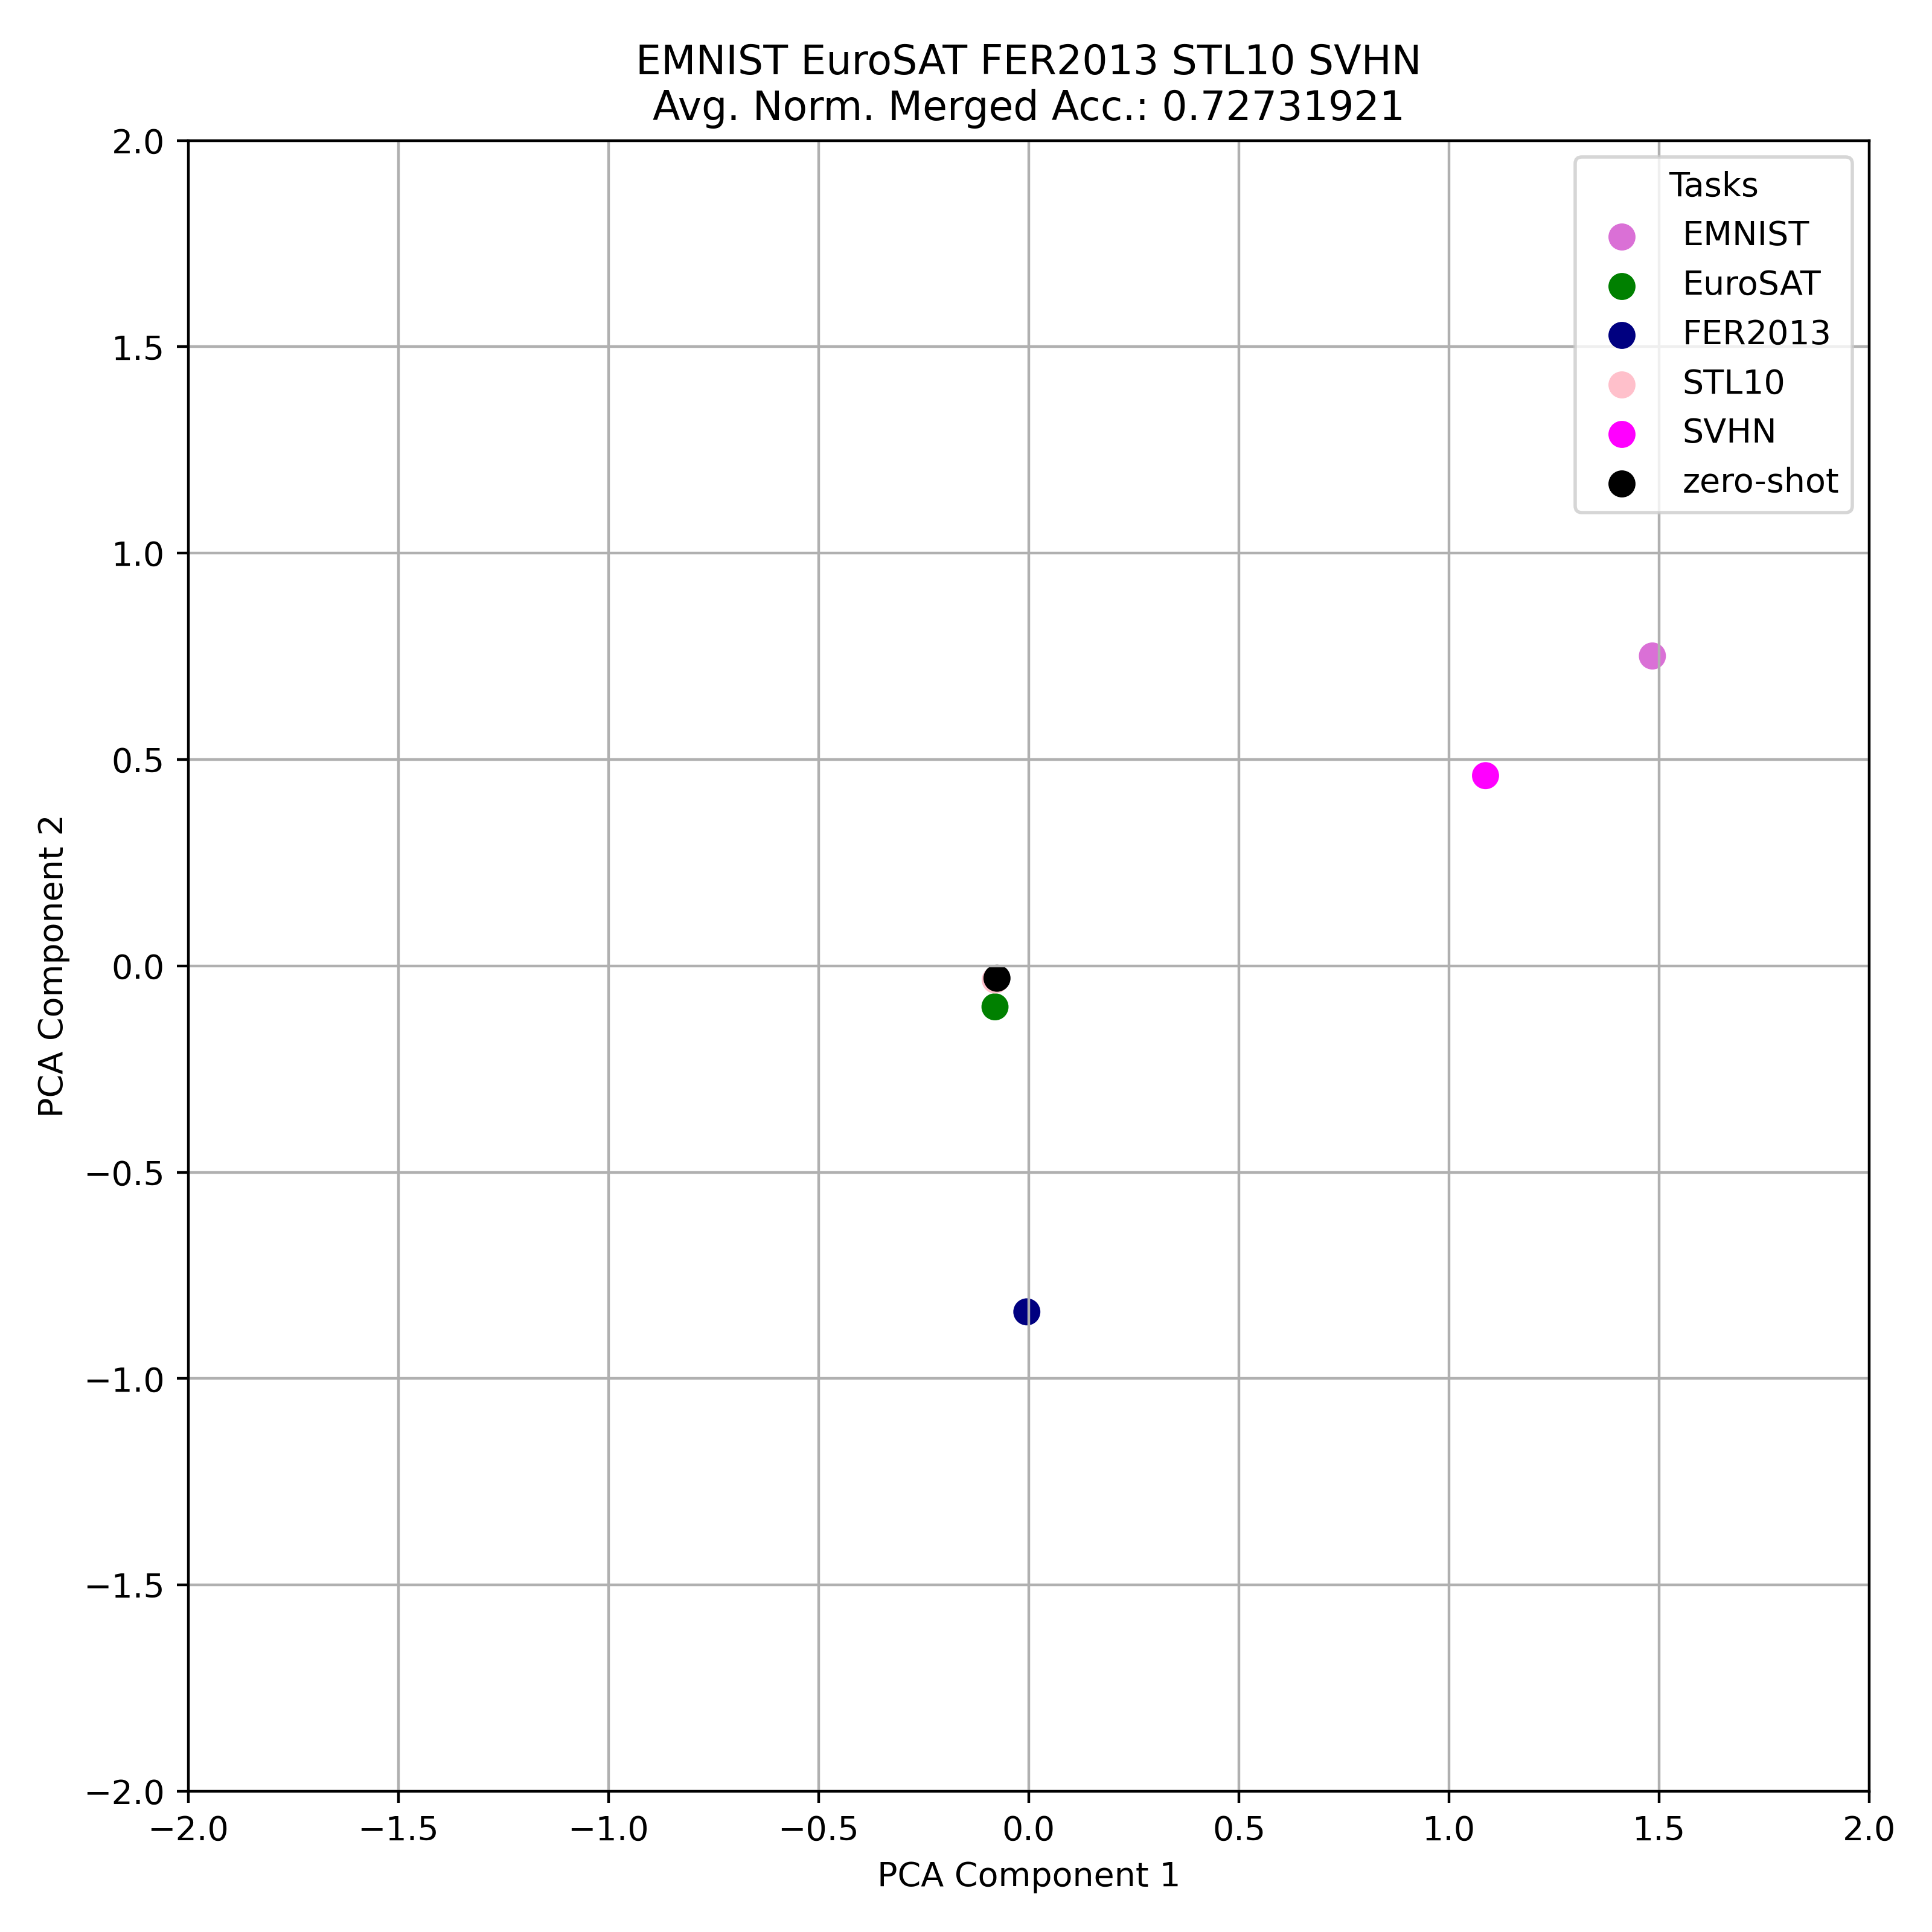 EMNIST EuroSAT FER2013 STL10 SVHN
Avg. Norm. Merged Acc.: 0.72731921
Tasks
EMNIST
EuroSAT
FER2013
STL10
SVHN
zero-shot
2.0
1.5
1.0
0.5
0.0
−0.5
−1.0
−1.5
−2.0
PCA Component 2
−2.0 −1.5 −1.0 −0.5 0.0 0.5 1.0 1.5 2.0
PCA Component 1